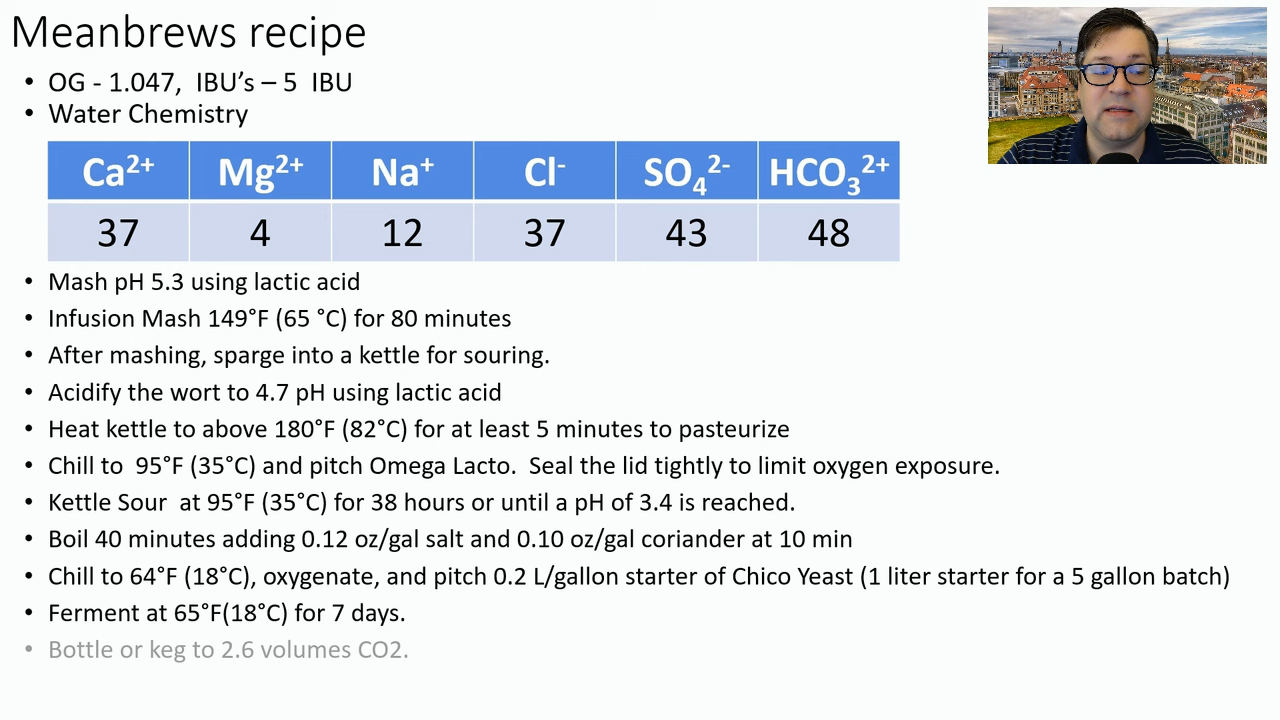 Meanbrews recipe
• OG - 1.047,  IBU's – 5  IBU
• Water Chemistry
Ca²⁺ Mg²⁺ Na⁺ Cl⁻ SO₄²⁻ HCO₃²⁺
37 4 12 37 43 48
• Mash pH 5.3 using lactic acid
• Infusion Mash 149°F (65 °C) for 80 minutes
• After mashing, sparge into a kettle for souring.
• Acidify the wort to 4.7 pH using lactic acid
• Heat kettle to above 180°F (82°C) for at least 5 minutes to pasteurize
• Chill to  95°F (35°C) and pitch Omega Lacto.  Seal the lid tightly to limit oxygen exposure.
• Kettle Sour  at 95°F (35°C) for 38 hours or until a pH of 3.4 is reached.
• Boil 40 minutes adding 0.12 oz/gal salt and 0.10 oz/gal coriander at 10 min
• Chill to 64°F (18°C), oxygenate, and pitch 0.2 L/gallon starter of Chico Yeast (1 liter starter for a 5 gallon batch)
• Ferment at 65°F(18°C) for 7 days.
• Bottle or keg to 2.6 volumes CO2.